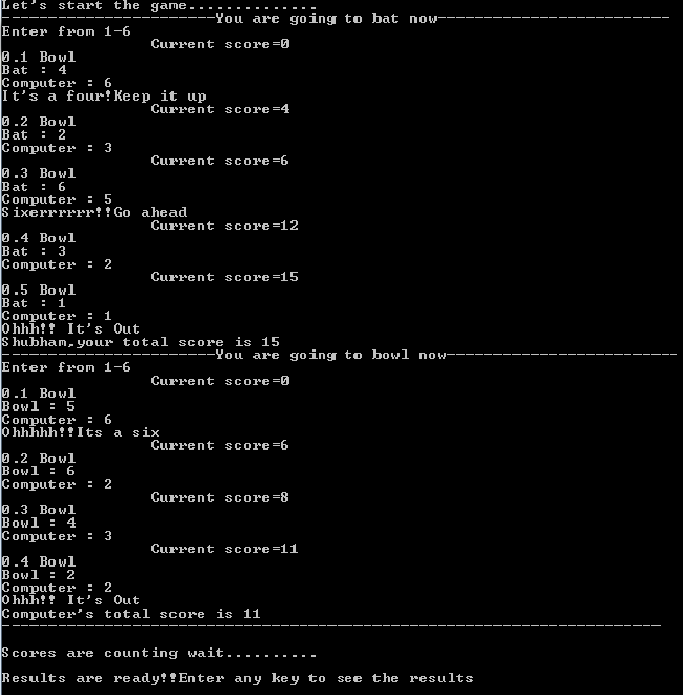 Let's start the game..............
-----------------------You are going to bat now-------------------------
Enter from 1-6
Current score=0
0.1 Bowl
Bat : 4
Computer : 6
It's a four!Keep it up
Current score=4
0.2 Bowl
Bat : 2
Computer : 3
Current score=6
0.3 Bowl
Bat : 6
Computer : 5
Sixerrrrrr!!Go ahead
Current score=12
0.4 Bowl
Bat : 3
Computer : 2
Current score=15
0.5 Bowl
Bat : 1
Computer : 1
Ohhh!! It's Out
Shubham,your total score is 15
-----------------------You are going to bowl now-------------------------
Enter from 1-6
Current score=0
0.1 Bowl
Bowl = 5
Computer : 6
Ohhhhh!!Its a six
Current score=6
0.2 Bowl
Bowl = 6
Computer : 2
Current score=8
0.3 Bowl
Bowl = 4
Computer : 3
Current score=11
0.4 Bowl
Bowl = 2
Computer : 2
Ohhh!! It's Out
Computer's total score is 11
-----------------------------------------------------------------------
Scores are counting wait..........
Results are ready!!Enter any key to see the results